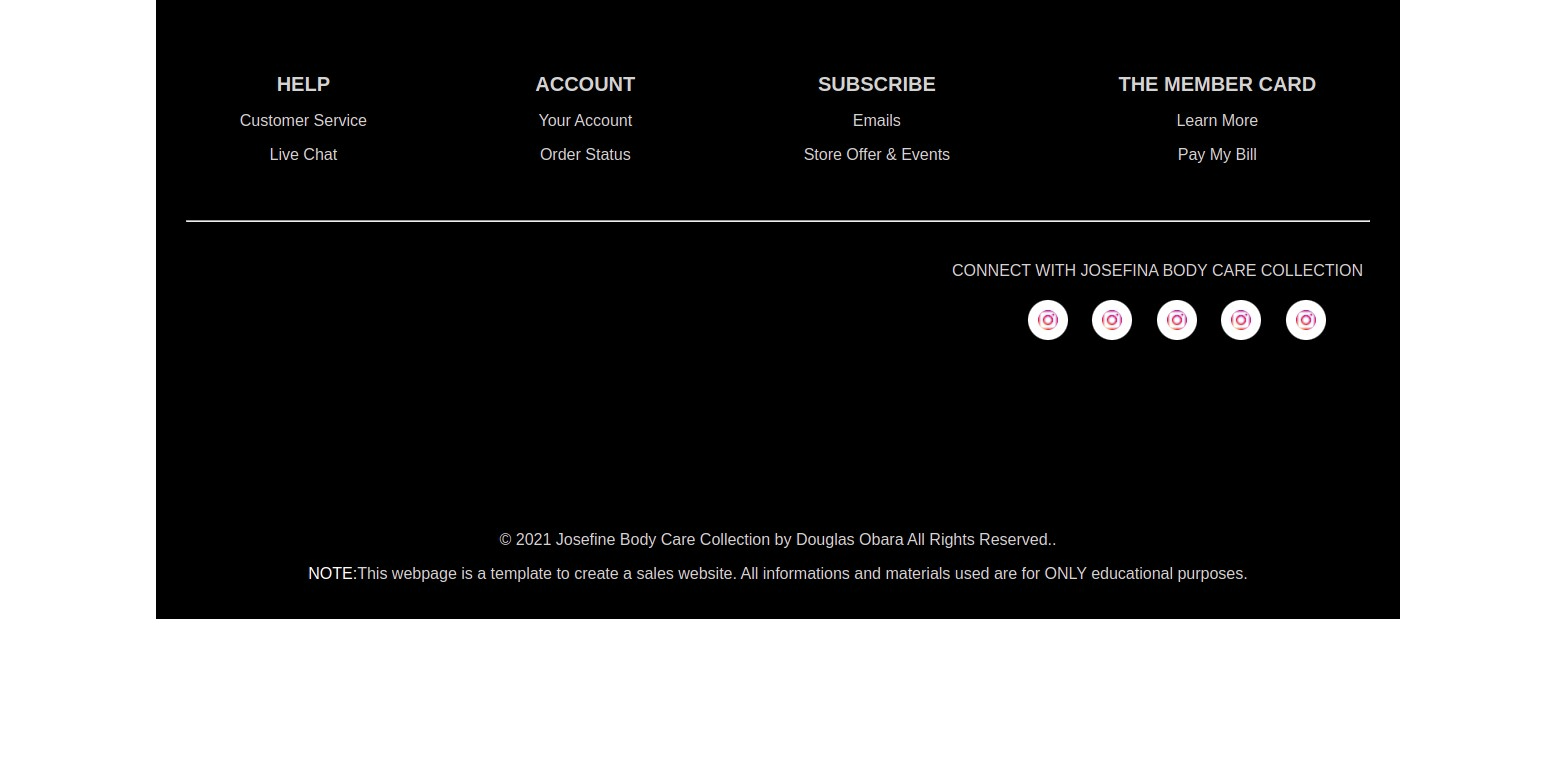 HELP
Customer Service
Live Chat
ACCOUNT
Your Account
Order Status
SUBSCRIBE
Emails
Store Offer & Events
THE MEMBER CARD
Learn More
Pay My Bill
CONNECT WITH JOSEFINA BODY CARE COLLECTION
© 2021 Josefine Body Care Collection by Douglas Obara All Rights Reserved..
NOTE:This webpage is a template to create a sales website. All informations and materials used are for ONLY educational purposes.